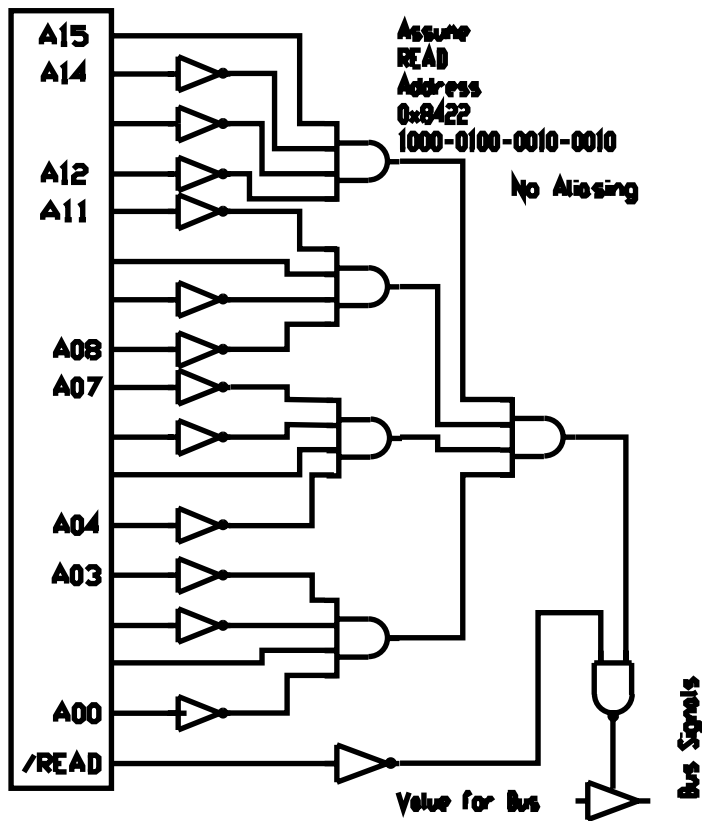 A15
A14
A12
A11
A08
A07
A04
A03
A00
/READ
Assume
READ
Address
0x8422
1000-0100-0010-0010
No Aliasing
Value for Bus
Bus Signals